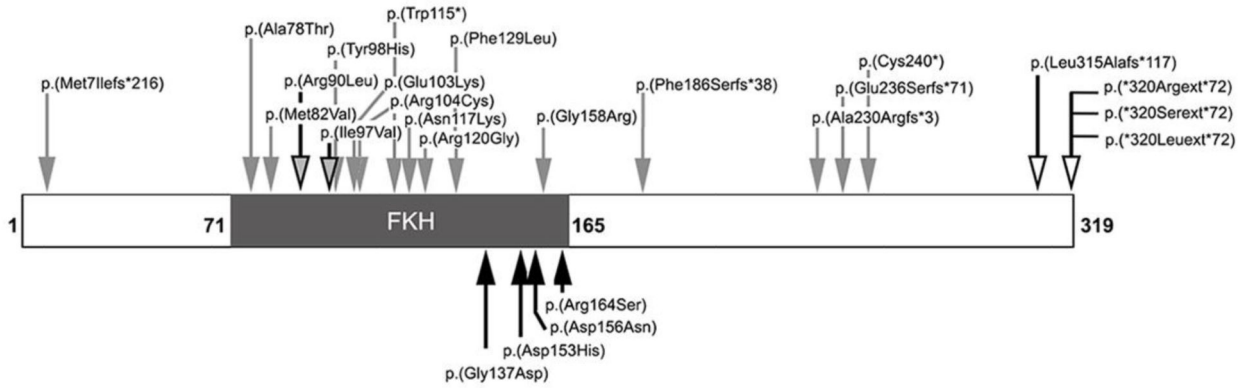 p.(Trp115*)
p.(Ala78Thr)
p.(Phe129Leu)
p.(Tyr98His)
p.(Cys240*)
p.(Leu315Alafs*117)
p.(Arg90Leu)
p.(Glu103Lys)
p.(Met7Ilefs*216)
p.(Phe186Serfs*38)
p.(Glu236Serfs*71)
p.(*320Argext*72)
p.(Arg104Cys)
p.(Met82Val)
p.(Asn117Lys)
p.(Gly158Arg)
p.(Ala230Argfs*3)
p.(*320Serext*72)
p.(Ile97Val)
p.(Arg120Gly)
p.(*320Leuext*72)
1
71
FKH
165
319
p.(Arg164Ser)
p.(Asp156Asn)
p.(Asp153His)
p.(Gly137Asp)